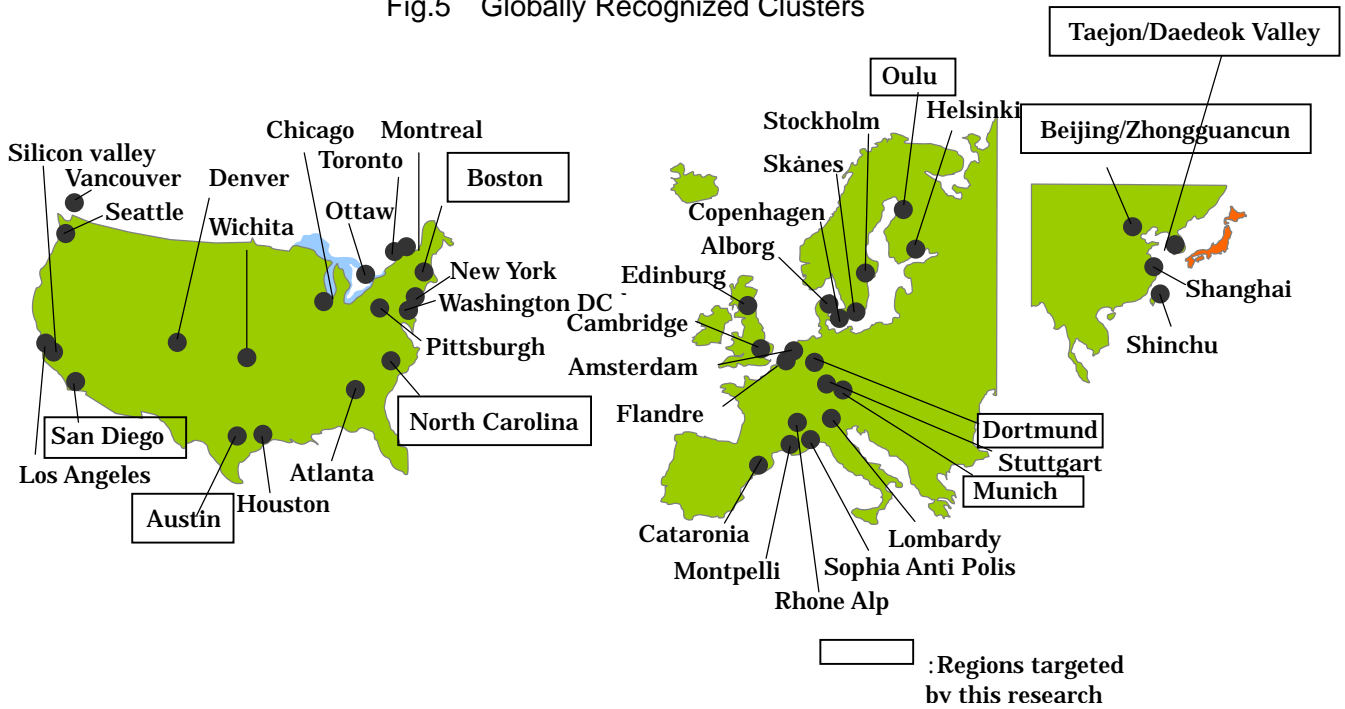 Fig.5 Globally Recognized Clusters
Taejon/Daedeok Valley
Oulu
Helsinki
Stockholm
Beijing/Zhongguancun
Chicago
Montreal
Silicon valley
Toronto
Skånes
Vancouver
Denver
Boston
Seattle
Ottaw
Copenhagen
Wichita
Alborg
New York
Edinburg
Washington DC
Shanghai
Cambridge
Pittsburgh
Shinchu
Amsterdam
Flandre
North Carolina
San Diego
Dortmund
Stuttgart
Los Angeles
Atlanta
Munich
Houston
Austin
Cataronia
Lombardy
Montpelli
Sophia Anti Polis
Rhone Alp
:Regions targeted
by this research